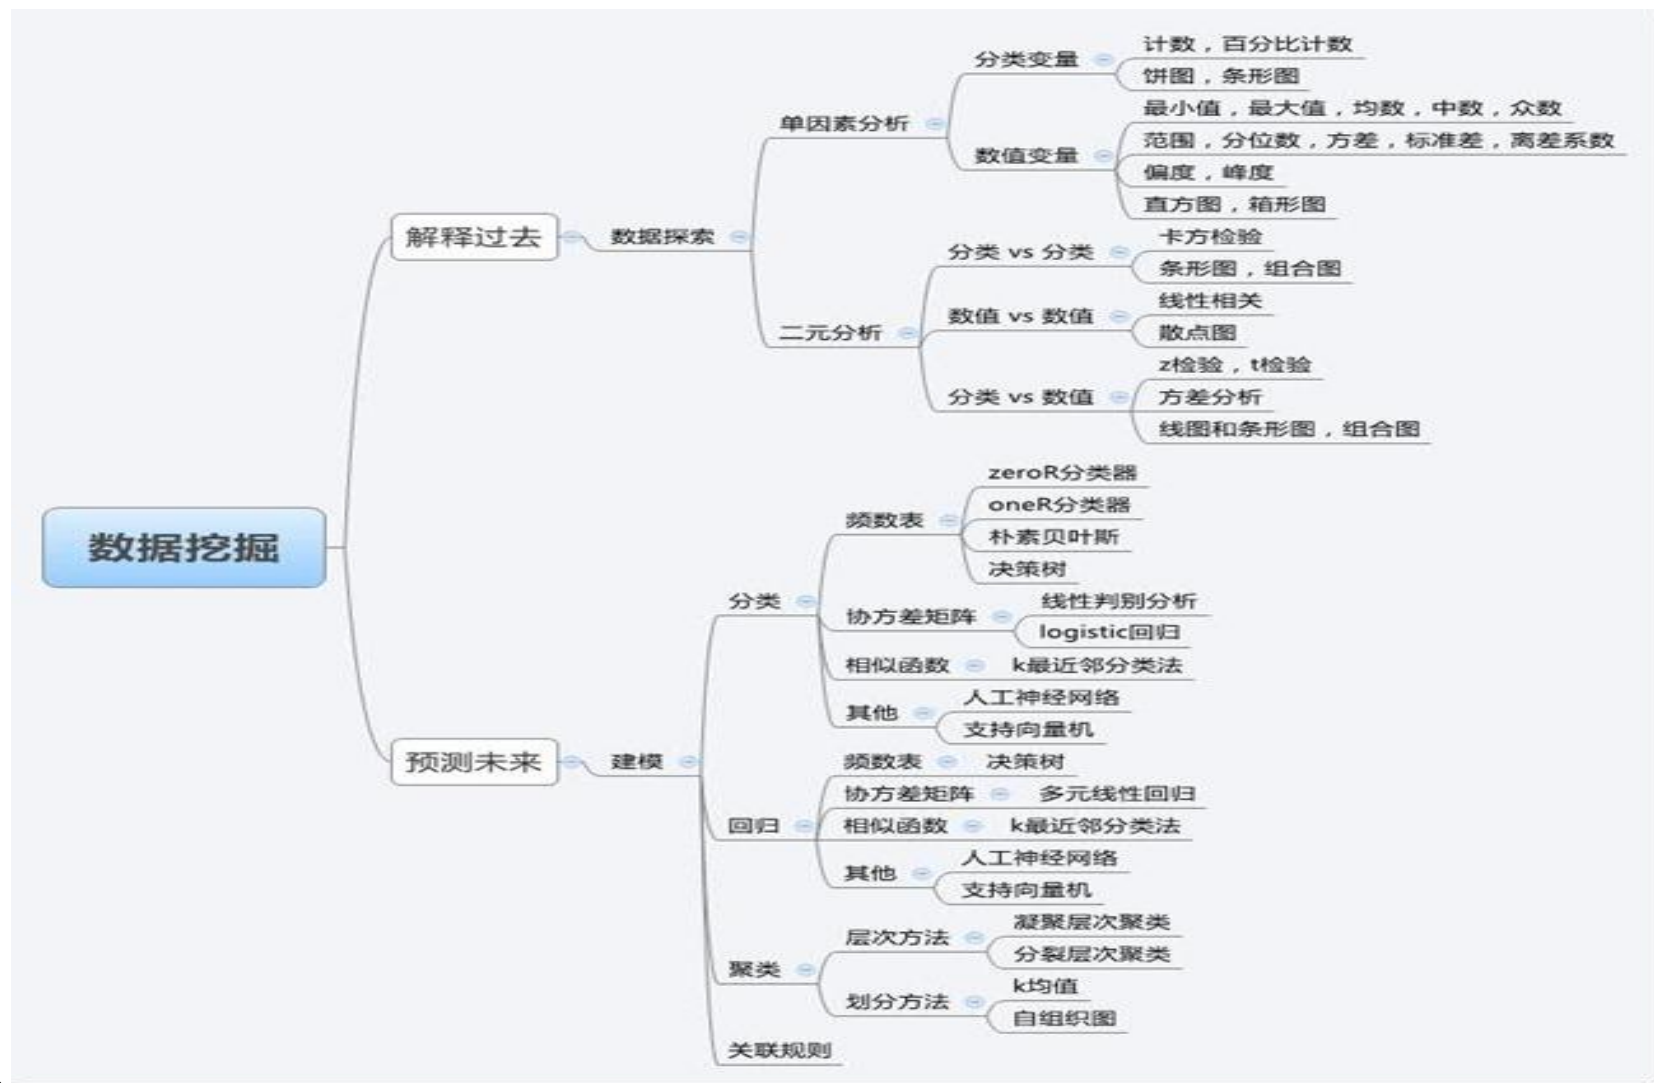 数据挖掘
解释过去
数据探索
单因素分析
分类变量
计数，百分比计数
饼图，条形图
数值变量
最小值，最大值，均数，中数，众数
范围，分位数，方差，标准差，离差系数
偏度，峰度
直方图，箱形图
二元分析
分类 vs 分类
卡方检验
条形图，组合图
数值 vs 数值
线性相关
散点图
分类 vs 数值
z检验，t检验
方差分析
线图和条形图，组合图
预测未来
建模
分类
频数表
zeroR分类器
oneR分类器
朴素贝叶斯
决策树
协方差矩阵
线性判别分析
logistic回归
相似函数
k最近邻分类法
其他
人工神经网络
支持向量机
回归
频数表
决策树
协方差矩阵
多元线性回归
相似函数
k最近邻分类法
其他
人工神经网络
支持向量机
聚类
层次方法
凝聚层次聚类
分裂层次聚类
划分方法
k均值
自组织图
关联规则